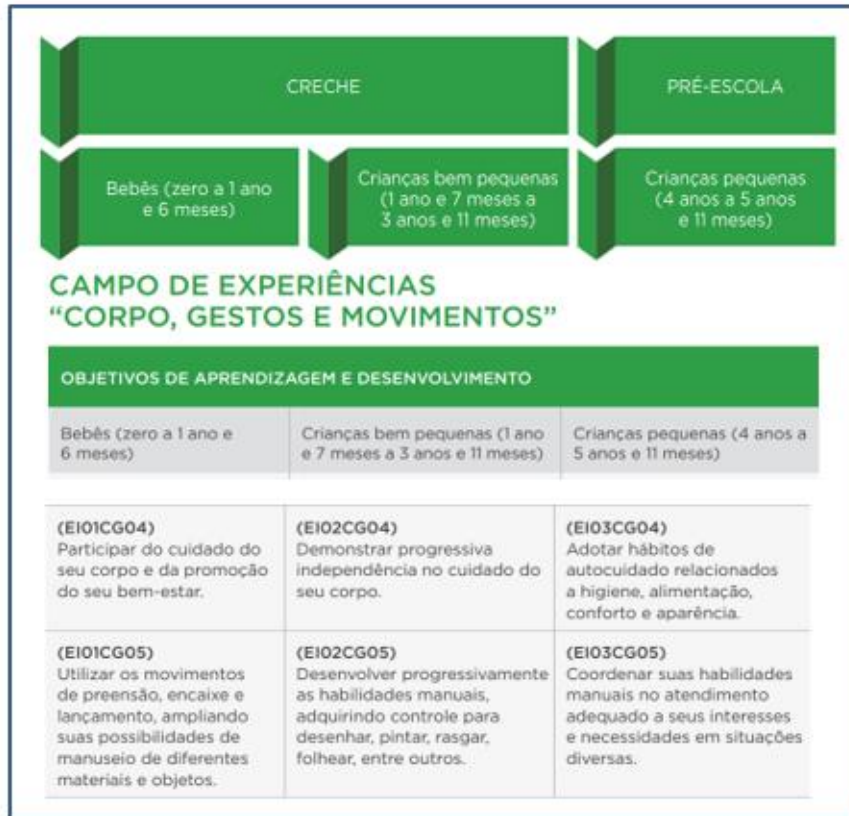 CRECHE
PRÉ-ESCOLA
Bebês (zero a 1 ano
e 6 meses)
Crianças bem pequenas
(1 ano e 7 meses a
3 anos e 11 meses)
Crianças pequenas
(4 anos a 5 anos
e 11 meses)
CAMPO DE EXPERIÊNCIAS
“CORPO, GESTOS E MOVIMENTOS”
OBJETIVOS DE APRENDIZAGEM E DESENVOLVIMENTO
Bebês (zero a 1 ano e
6 meses)
Crianças bem pequenas (1 ano
e 7 meses a 3 anos e 11 meses)
Crianças pequenas (4 anos a
5 anos e 11 meses)
(EI01CG04)
Participar do cuidado do
seu corpo e da promoção
do seu bem-estar.
(EI02CG04)
Demonstrar progressiva
independência no cuidado do
seu corpo.
(EI03CG04)
Adotar hábitos de
autocuidado relacionados
a higiene, alimentação,
conforto e aparência.
(EI01CG05)
Utilizar os movimentos
de preensão, encaixe e
lançamento, ampliando
suas possibilidades de
manuseio de diferentes
materiais e objetos.
(EI02CG05)
Desenvolver progressivamente
as habilidades manuais,
adquirindo controle para
desenhar, pintar, rasgar,
folhear, entre outros.
(EI03CG05)
Coordenar suas habilidades
manuais no atendimento
adequado a seus interesses
e necessidades em situações
diversas.